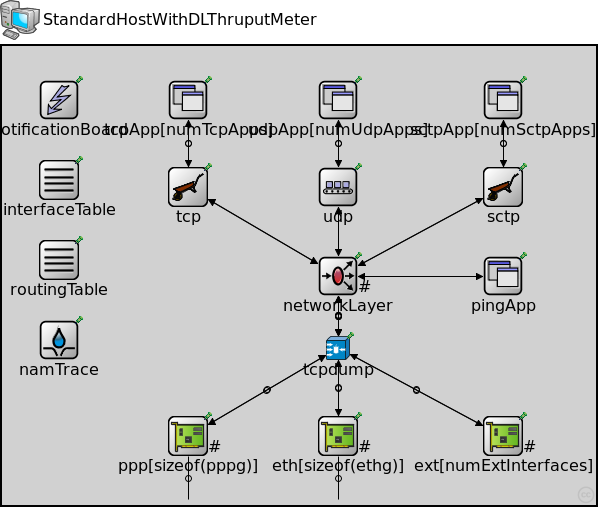 StandardHostWithDLThruputMeter
otificationBoard
tcpApp[numTcpApps]
udpApp[numUdpApps]
sctpApp[numSctpApps]
interfaceTable
tcp
udp
sctp
routingTable
#
networkLayer
pingApp
namTrace
tcpdump
#
#
#
ppp[sizeof(pppg)]
eth[sizeof(ethg)]
ext[numExtInterfaces]
cc